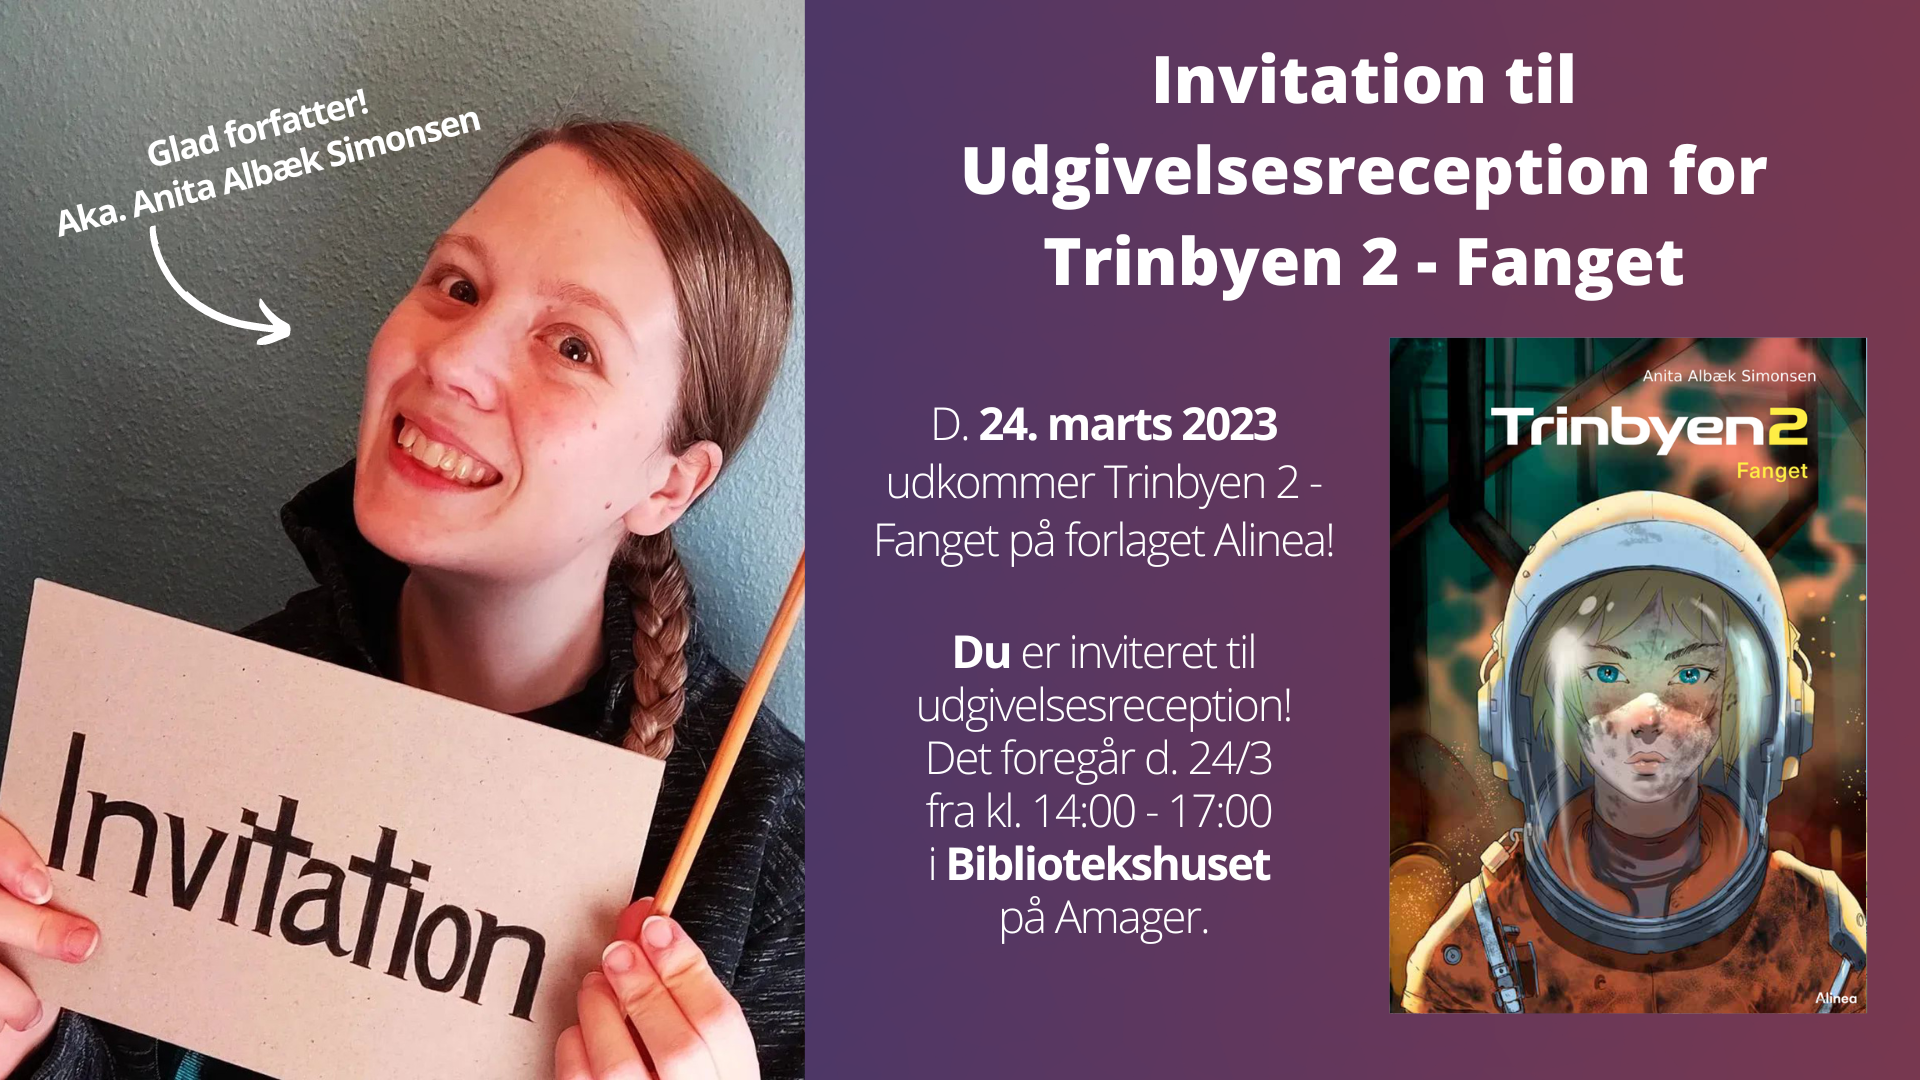 Glad forfatter!
Aka. Anita Albæk Simonsen
Invitation
Invitation til
Udgivelsesreception for
Trinbyen 2 - Fanget
D. 24. marts 2023
udkommer Trinbyen 2 -
Fanget på forlaget Alinea!
Du er inviteret til
udgivelsesreception!
Det foregår d. 24/3
fra kl. 14:00 - 17:00
i Bibliotekshuset
på Amager.
Anita Albæk Simonsen
Trinbyen2
Fanget
Alinea